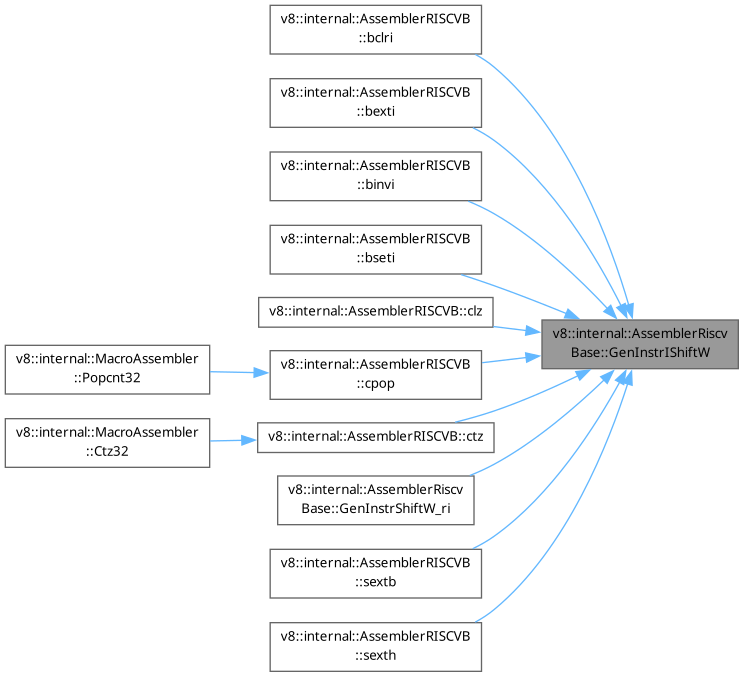 v8::internal::AssemblerRISCVB
::bclri
v8::internal::AssemblerRISCVB
::bexti
v8::internal::AssemblerRISCVB
::binvi
v8::internal::AssemblerRISCVB
::bseti
v8::internal::AssemblerRISCVB::clz
v8::internal::AssemblerRiscv
Base::GenInstrIShiftW
v8::internal::MacroAssembler
::Popcnt32
v8::internal::AssemblerRISCVB
::cpop
v8::internal::MacroAssembler
::Ctz32
v8::internal::AssemblerRISCVB::ctz
v8::internal::AssemblerRiscv
Base::GenInstrShiftW_ri
v8::internal::AssemblerRISCVB
::sextb
v8::internal::AssemblerRISCVB
::sexth